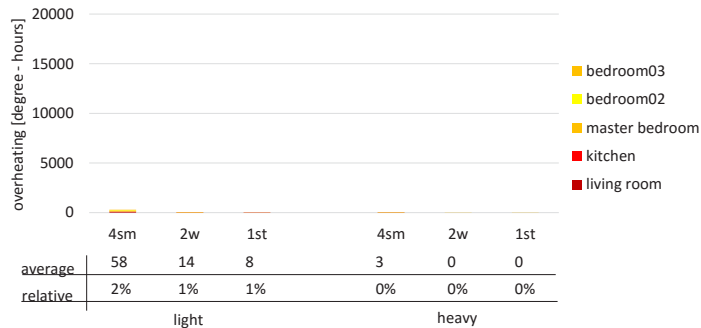 overheating [degree - hours]
20000
15000
10000
5000
0
bedroom03
bedroom02
master bedroom
kitchen
living room
4sm 2w 1st 4sm 2w 1st
average 58 14 8 3 0 0
relative 2% 1% 1% 0% 0% 0%
light heavy